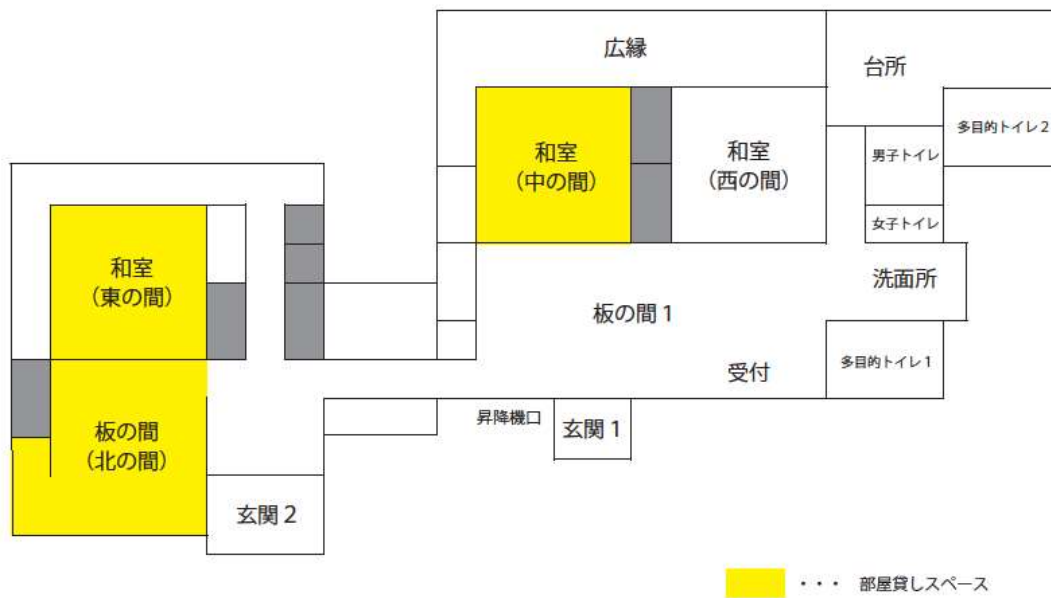 広縁
台所
多目的トイレ2
和室
（中の間）
和室
（西の間）
男子トイレ
女子トイレ
和室
（東の間）
洗面所
板の間1
多目的トイレ1
受付
昇降機口
玄関1
板の間
（北の間）
玄関2
・・・ 部屋貸しスペース